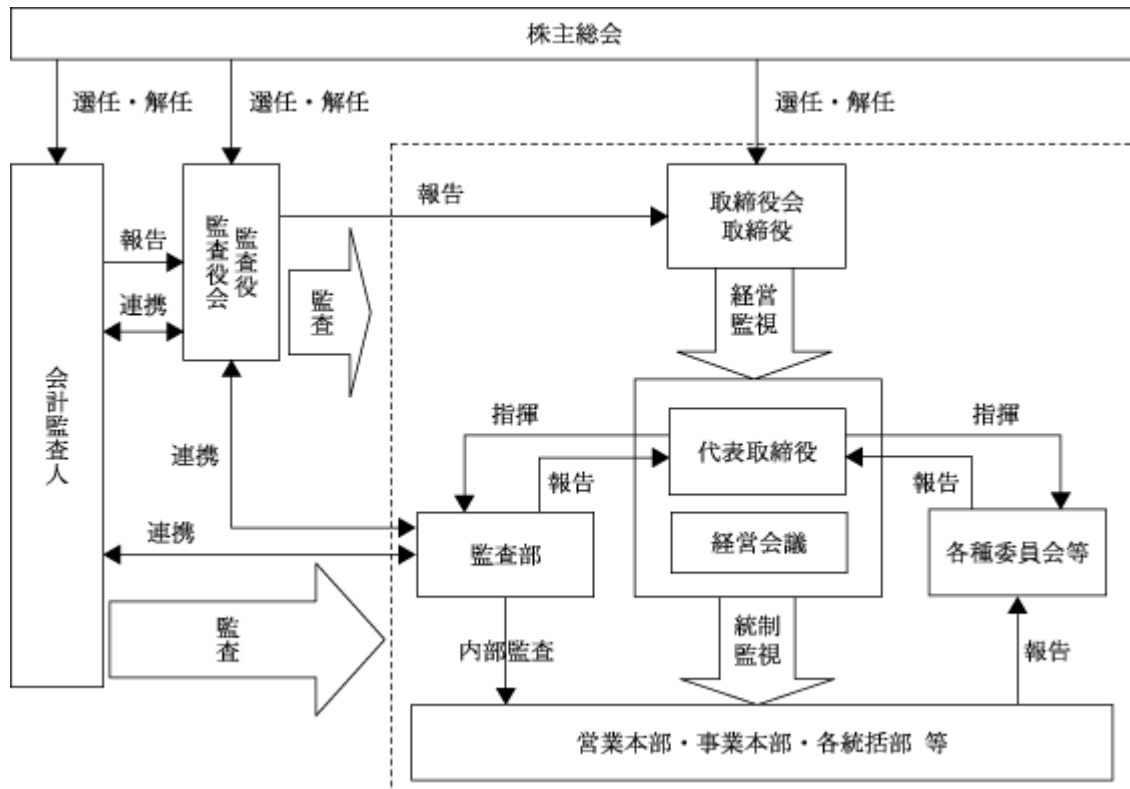 株主総会
選任・解任
選任・解任
選任・解任
報告
取締役会
取締役
報告
連携
監査役
監査役会
監査
経営
監視
会計監査人
指揮
代表取締役
指揮
連携
報告
報告
連携
監査部
経営会議
各種委員会等
監査
内部監査
統制
監視
報告
営業本部・事業本部・各統括部 等